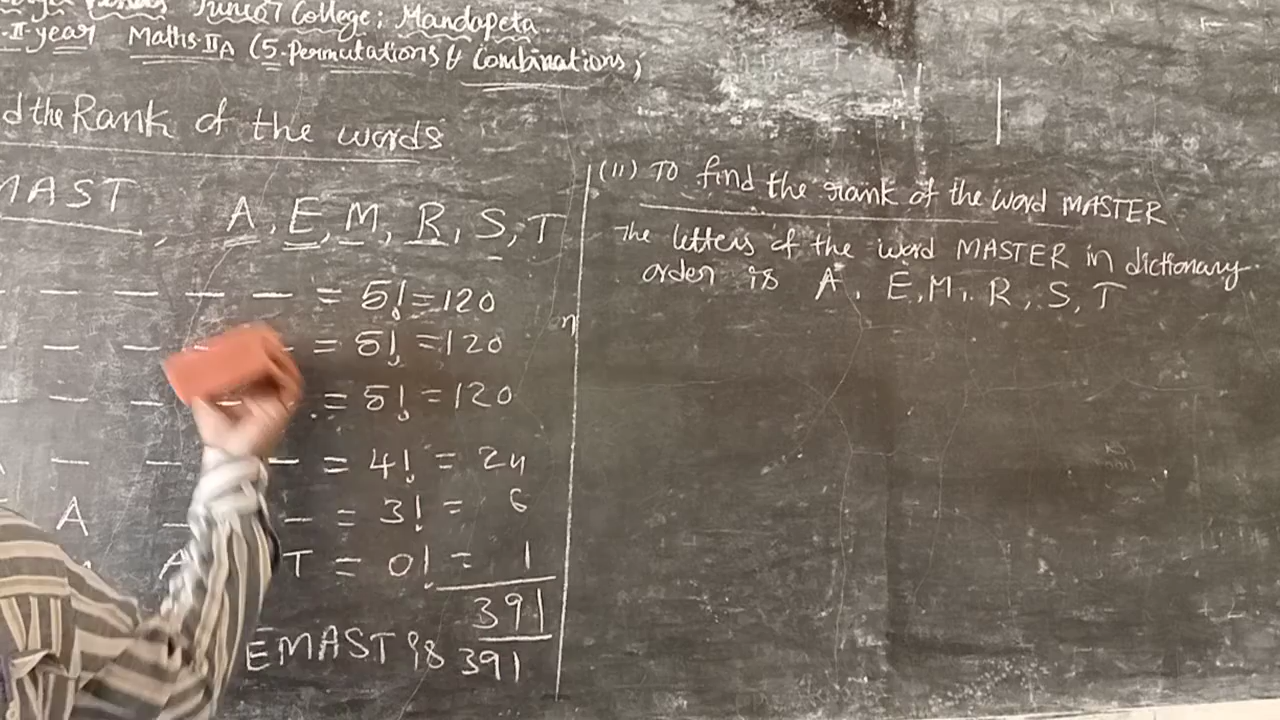 Junior College; Mandapeta
II-year Maths-IIA (5. Permutations & Combinations)
d the Rank of the words
MAST, A, E, M, R, S, T
— — — — — = 5! = 120
— — — — = 5! = 120
— — — = 5! = 120
— — — = 4! = 24
A — — = 3! = 6
A T = 0! = 1
391
EMAST is 391
(ii) To find the rank of the word MASTER
The letters of the word MASTER in dictionary
order is A, E, M, R, S, T